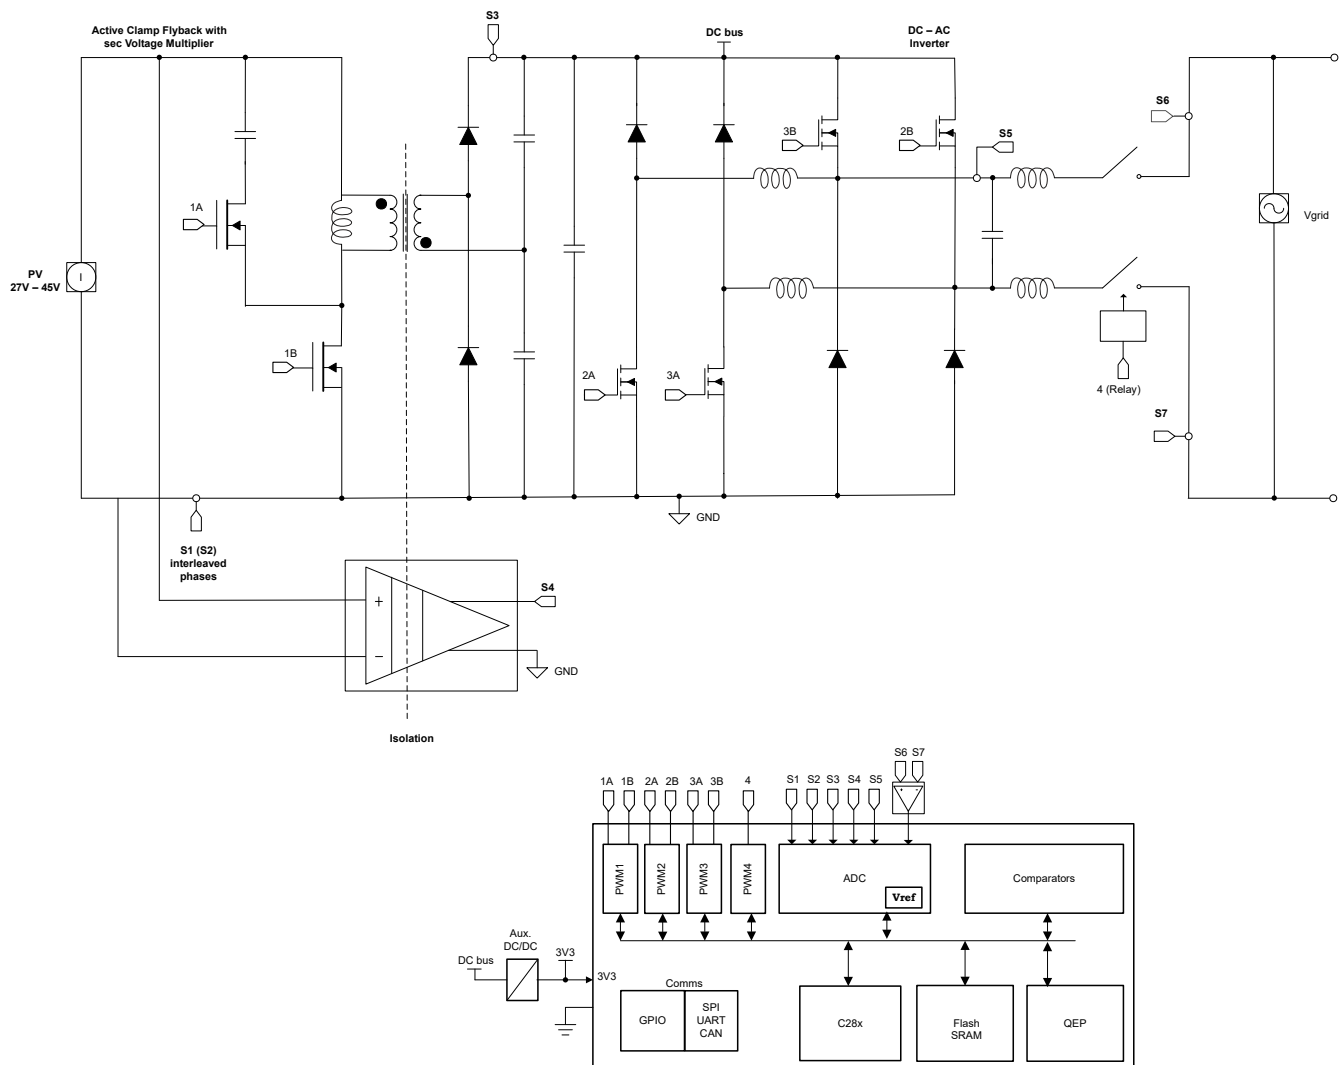 Active Clamp Flyback with
sec Voltage Multiplier
S3
DC bus
DC – AC
Inverter
S6
3B
2B
S5
1A
Vgrid
PV
27V – 45V
1B
2A
3A
4 (Relay)
S7
GND
S1 (S2)
interleaved
phases
S4
+
−
GND
Isolation
S6 S7
1A 1B 2A 2B 3A 3B 4 S1 S2 S3 S4 S5
+ -
PWM1
PWM2
PWM3
PWM4
ADC
Vref
Comparators
Aux.
DC/DC
DC bus
3V3
3V3
Comms
GPIO
SPI
UART
CAN
C28x
Flash
SRAM
QEP